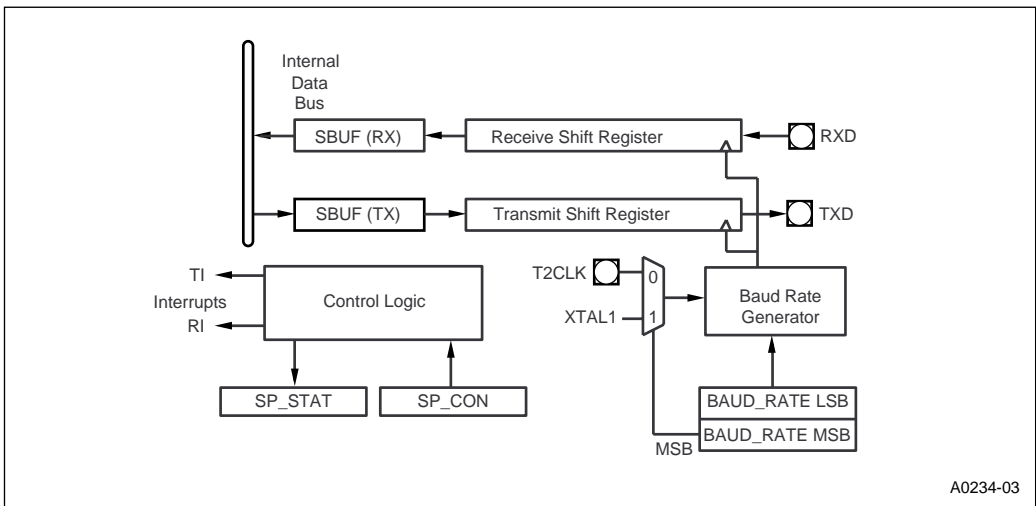 Internal
Data
Bus
SBUF (RX)
Receive Shift Register
RXD
SBUF (TX)
Transmit Shift Register
TXD
TI
Interrupts
RI
Control Logic
T2CLK
0
XTAL1
1
Baud Rate
Generator
SP_STAT
SP_CON
BAUD_RATE LSB
BAUD_RATE MSB
MSB
A0234-03